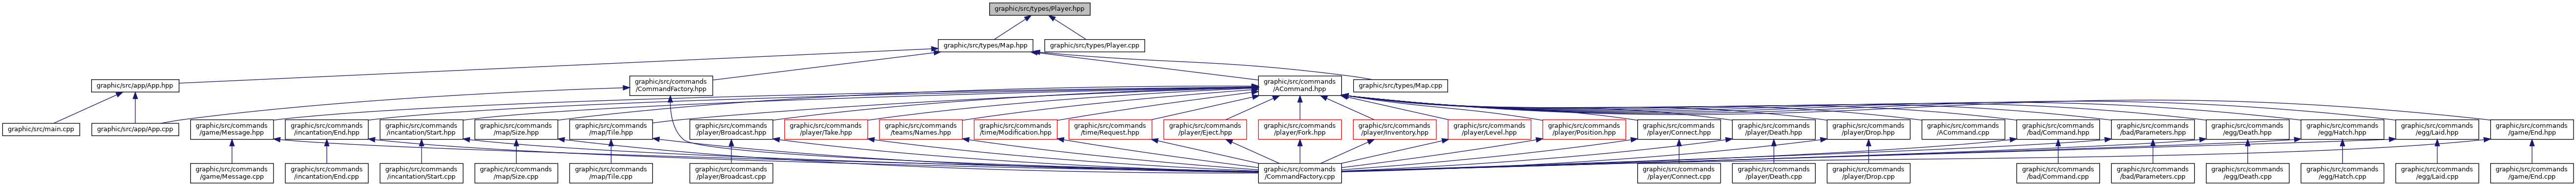 graphic/src/types/Player.hpp
graphic/src/types/Map.hpp
graphic/src/types/Player.cpp
graphic/src/app/App.hpp
graphic/src/commands
/CommandFactory.hpp
graphic/src/commands
/ACommand.hpp
graphic/src/types/Map.cpp
graphic/src/main.cpp
graphic/src/app/App.cpp
graphic/src/commands
/game/Message.hpp
graphic/src/commands
/incantation/End.hpp
graphic/src/commands
/incantation/Start.hpp
graphic/src/commands
/map/Size.hpp
graphic/src/commands
/map/Tile.hpp
graphic/src/commands
/player/Broadcast.hpp
graphic/src/commands
/player/Take.hpp
graphic/src/commands
/teams/Names.hpp
graphic/src/commands
/time/Modification.hpp
graphic/src/commands
/time/Request.hpp
graphic/src/commands
/player/Eject.hpp
graphic/src/commands
/player/Fork.hpp
graphic/src/commands
/player/Inventory.hpp
graphic/src/commands
/player/Level.hpp
graphic/src/commands
/player/Position.hpp
graphic/src/commands
/player/Connect.hpp
graphic/src/commands
/player/Death.hpp
graphic/src/commands
/player/Drop.hpp
graphic/src/commands
/ACommand.cpp
graphic/src/commands
/bad/Command.hpp
graphic/src/commands
/bad/Parameters.hpp
graphic/src/commands
/egg/Death.hpp
graphic/src/commands
/egg/Hatch.hpp
graphic/src/commands
/egg/Laid.hpp
graphic/src/commands
/game/End.hpp
graphic/src/commands
/game/Message.cpp
graphic/src/commands
/incantation/End.cpp
graphic/src/commands
/incantation/Start.cpp
graphic/src/commands
/map/Size.cpp
graphic/src/commands
/map/Tile.cpp
graphic/src/commands
/player/Broadcast.cpp
graphic/src/commands
/CommandFactory.cpp
graphic/src/commands
/player/Connect.cpp
graphic/src/commands
/player/Death.cpp
graphic/src/commands
/player/Drop.cpp
graphic/src/commands
/bad/Command.cpp
graphic/src/commands
/bad/Parameters.cpp
graphic/src/commands
/egg/Death.cpp
graphic/src/commands
/egg/Hatch.cpp
graphic/src/commands
/egg/Laid.cpp
graphic/src/commands
/game/End.cpp